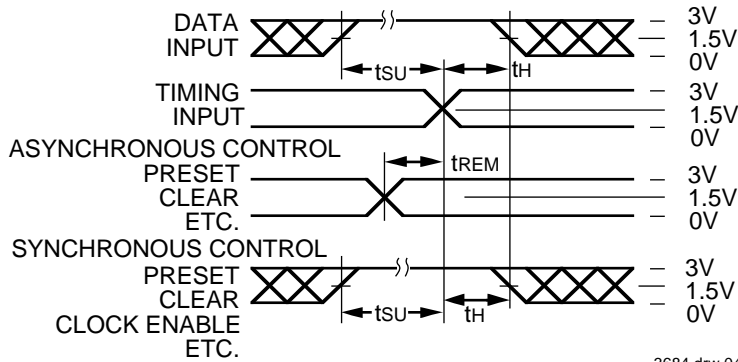 DATA
INPUT
3V
1.5V
0V
tSU
tH
TIMING
INPUT
3V
1.5V
0V
ASYNCHRONOUS CONTROL
PRESET
CLEAR
ETC.
tREM
3V
1.5V
0V
SYNCHRONOUS CONTROL
PRESET
CLEAR
CLOCK ENABLE
ETC.
tSU
tH
3V
1.5V
0V